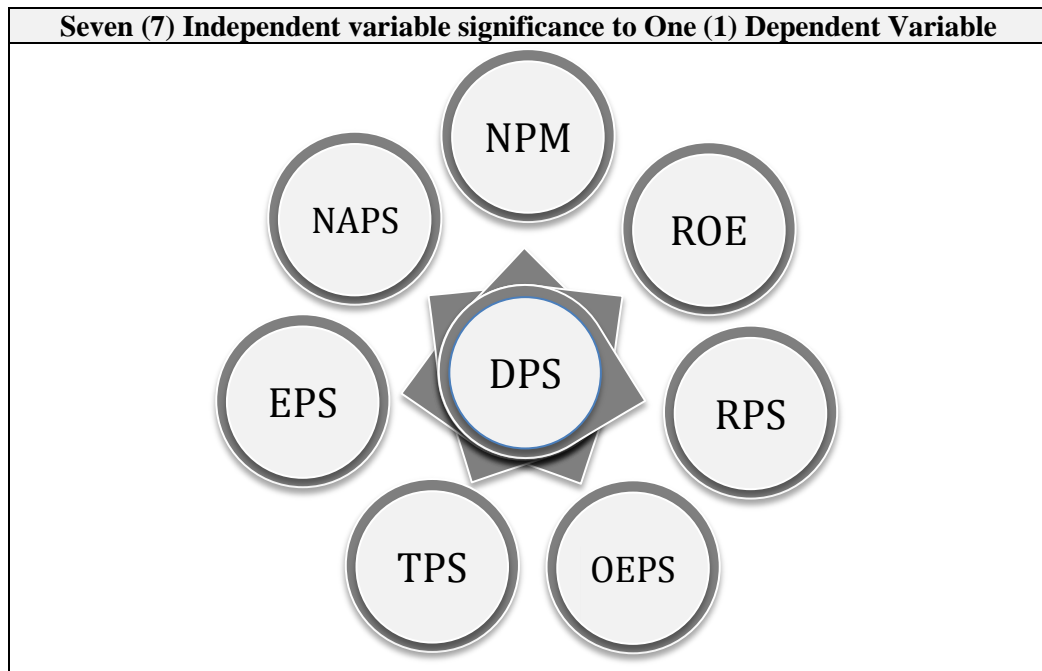 Seven (7) Independent variable significance to One (1) Dependent Variable
NPM
NAPS
ROE
DPS
EPS
RPS
TPS
OEPS